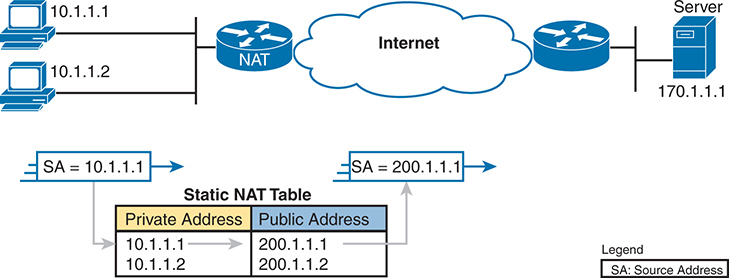 10.1.1.1
10.1.1.2
NAT
Internet
Server
170.1.1.1
SA = 10.1.1.1
SA = 200.1.1.1
Static NAT Table
Private Address Public Address
10.1.1.1 200.1.1.1
10.1.1.2 200.1.1.2
Legend
SA: Source Address